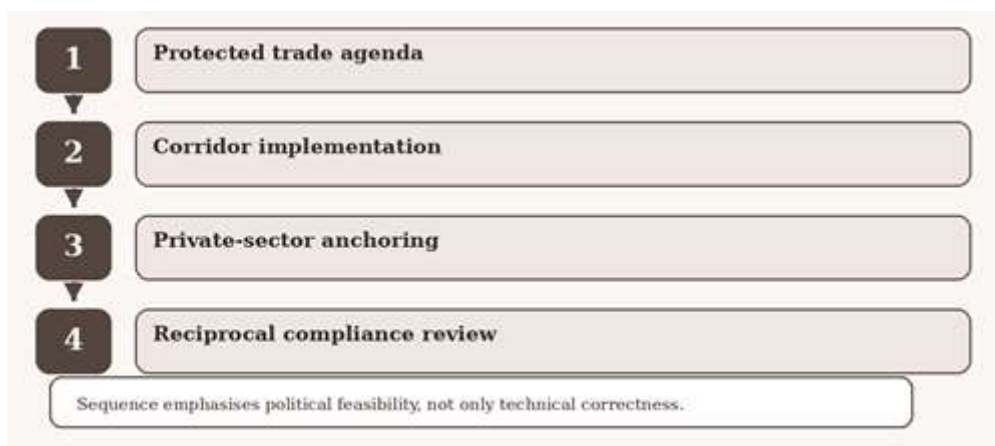 1
Protected trade agenda
2
Corridor implementation
3
Private-sector anchoring
4
Reciprocal compliance review
Sequence emphasises political feasibility, not only technical correctness.